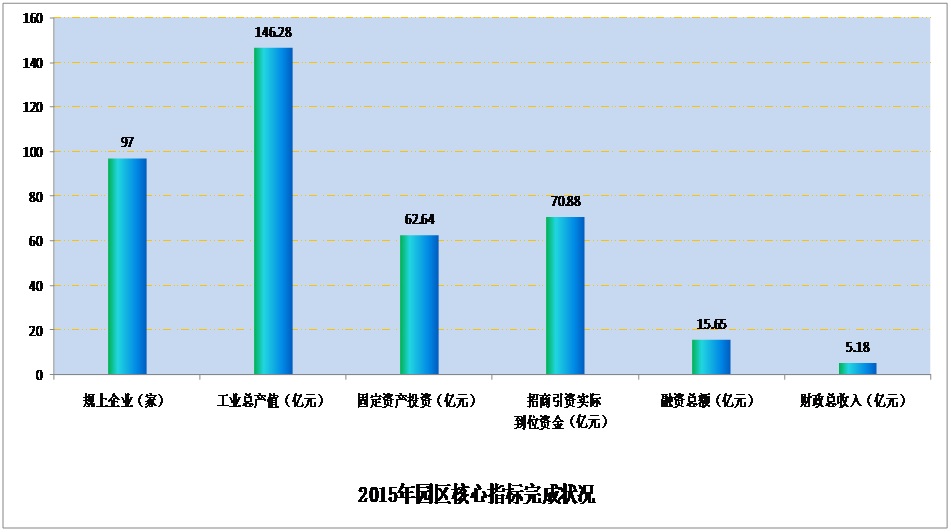 160
140
120
100
80
60
40
20
0
146.28
97
62.64
70.88
15.65
5.18
规上企业（家）
工业总产值（亿元）
固定资产投资（亿元）
招商引资实际
到位资金（亿元）
融资总额（亿元）
财政总收入（亿元）
2015年园区核心指标完成状况